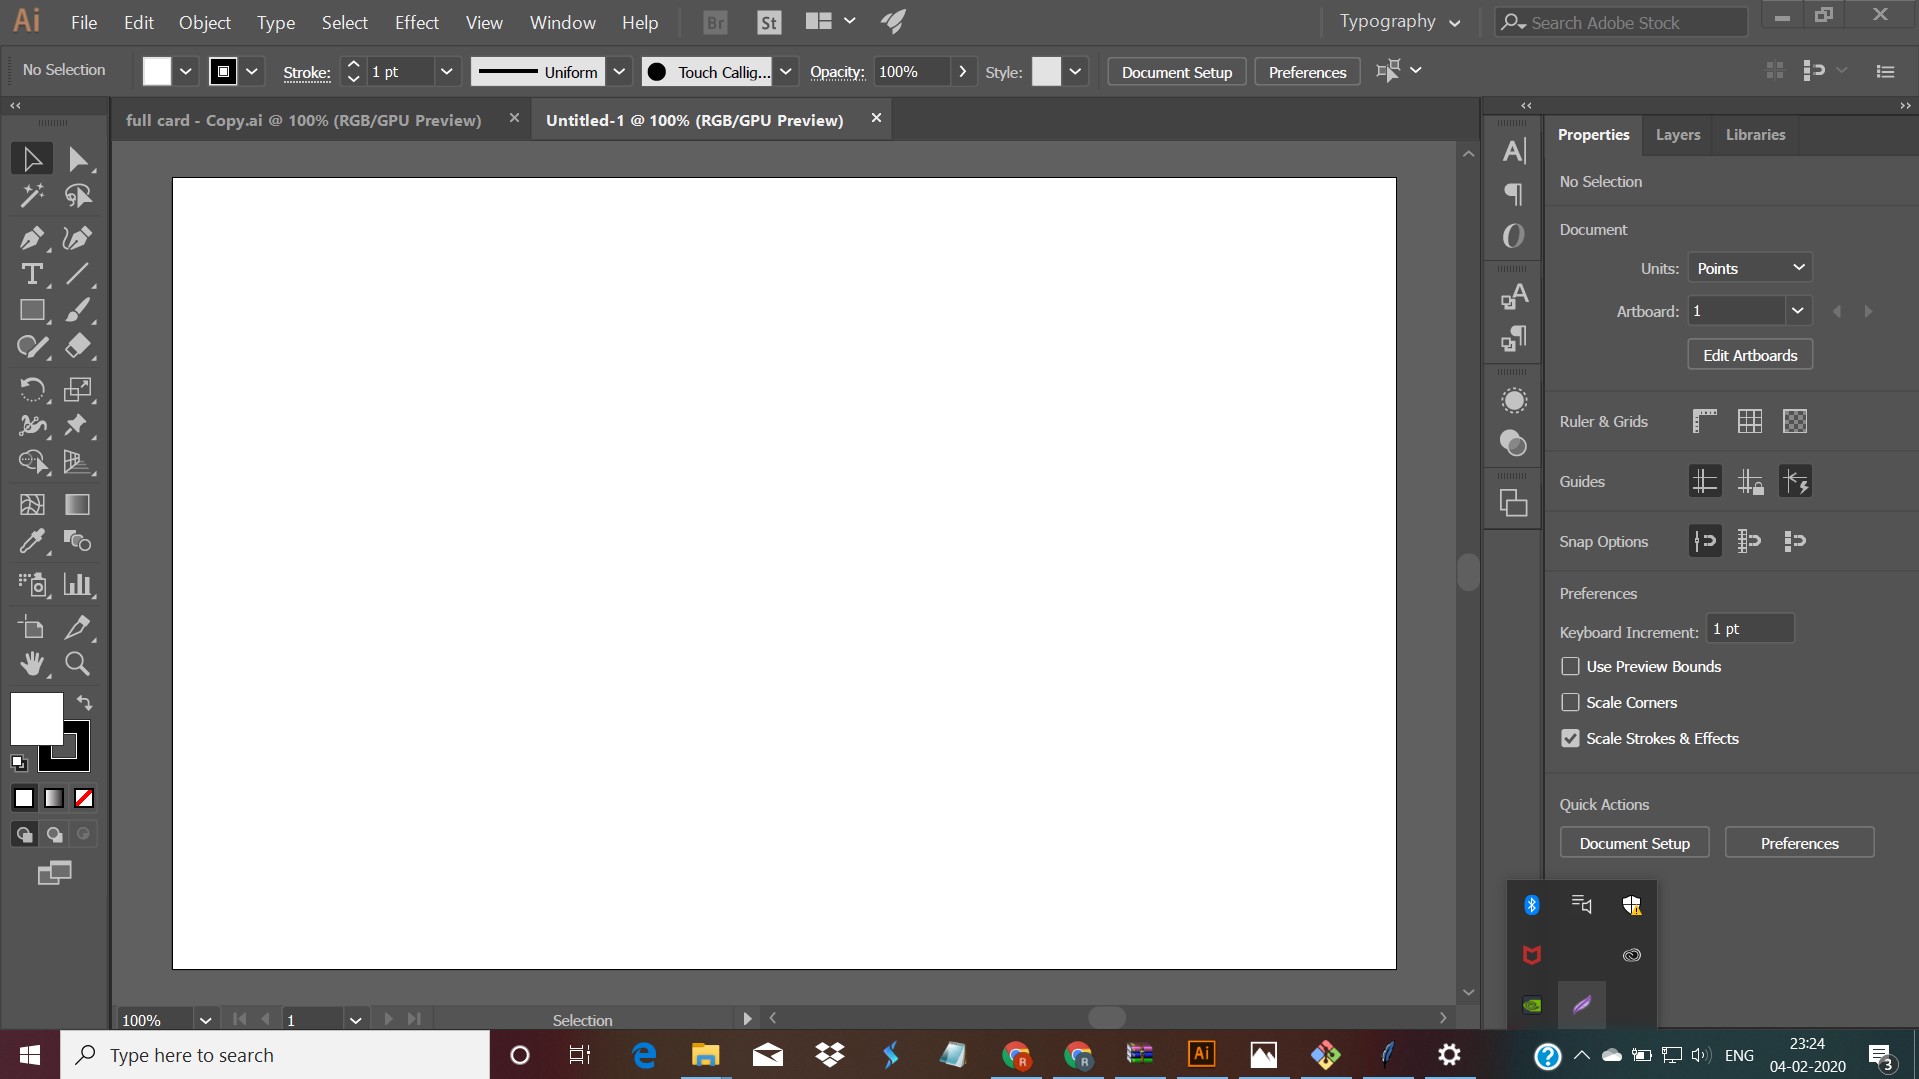 Ai File Edit Object Type Select Effect View Window Help Br St Typography Search Adobe Stock
No Selection Stroke: 1 pt Uniform Touch Callig... Opacity: 100% Style: Document Setup Preferences
full card - Copy.ai @ 100% (RGB/GPU Preview) Untitled-1 @ 100% (RGB/GPU Preview)
Properties Layers Libraries
No Selection
Document
Units: Points
Artboard: 1
Edit Artboards
Ruler & Grids
Guides
Snap Options
Preferences
Keyboard Increment: 1 pt
Use Preview Bounds
Scale Corners
Scale Strokes & Effects
Quick Actions
Document Setup Preferences
100% 1 Selection
Type here to search
Ai
ENG
23:24
04-02-2020
3